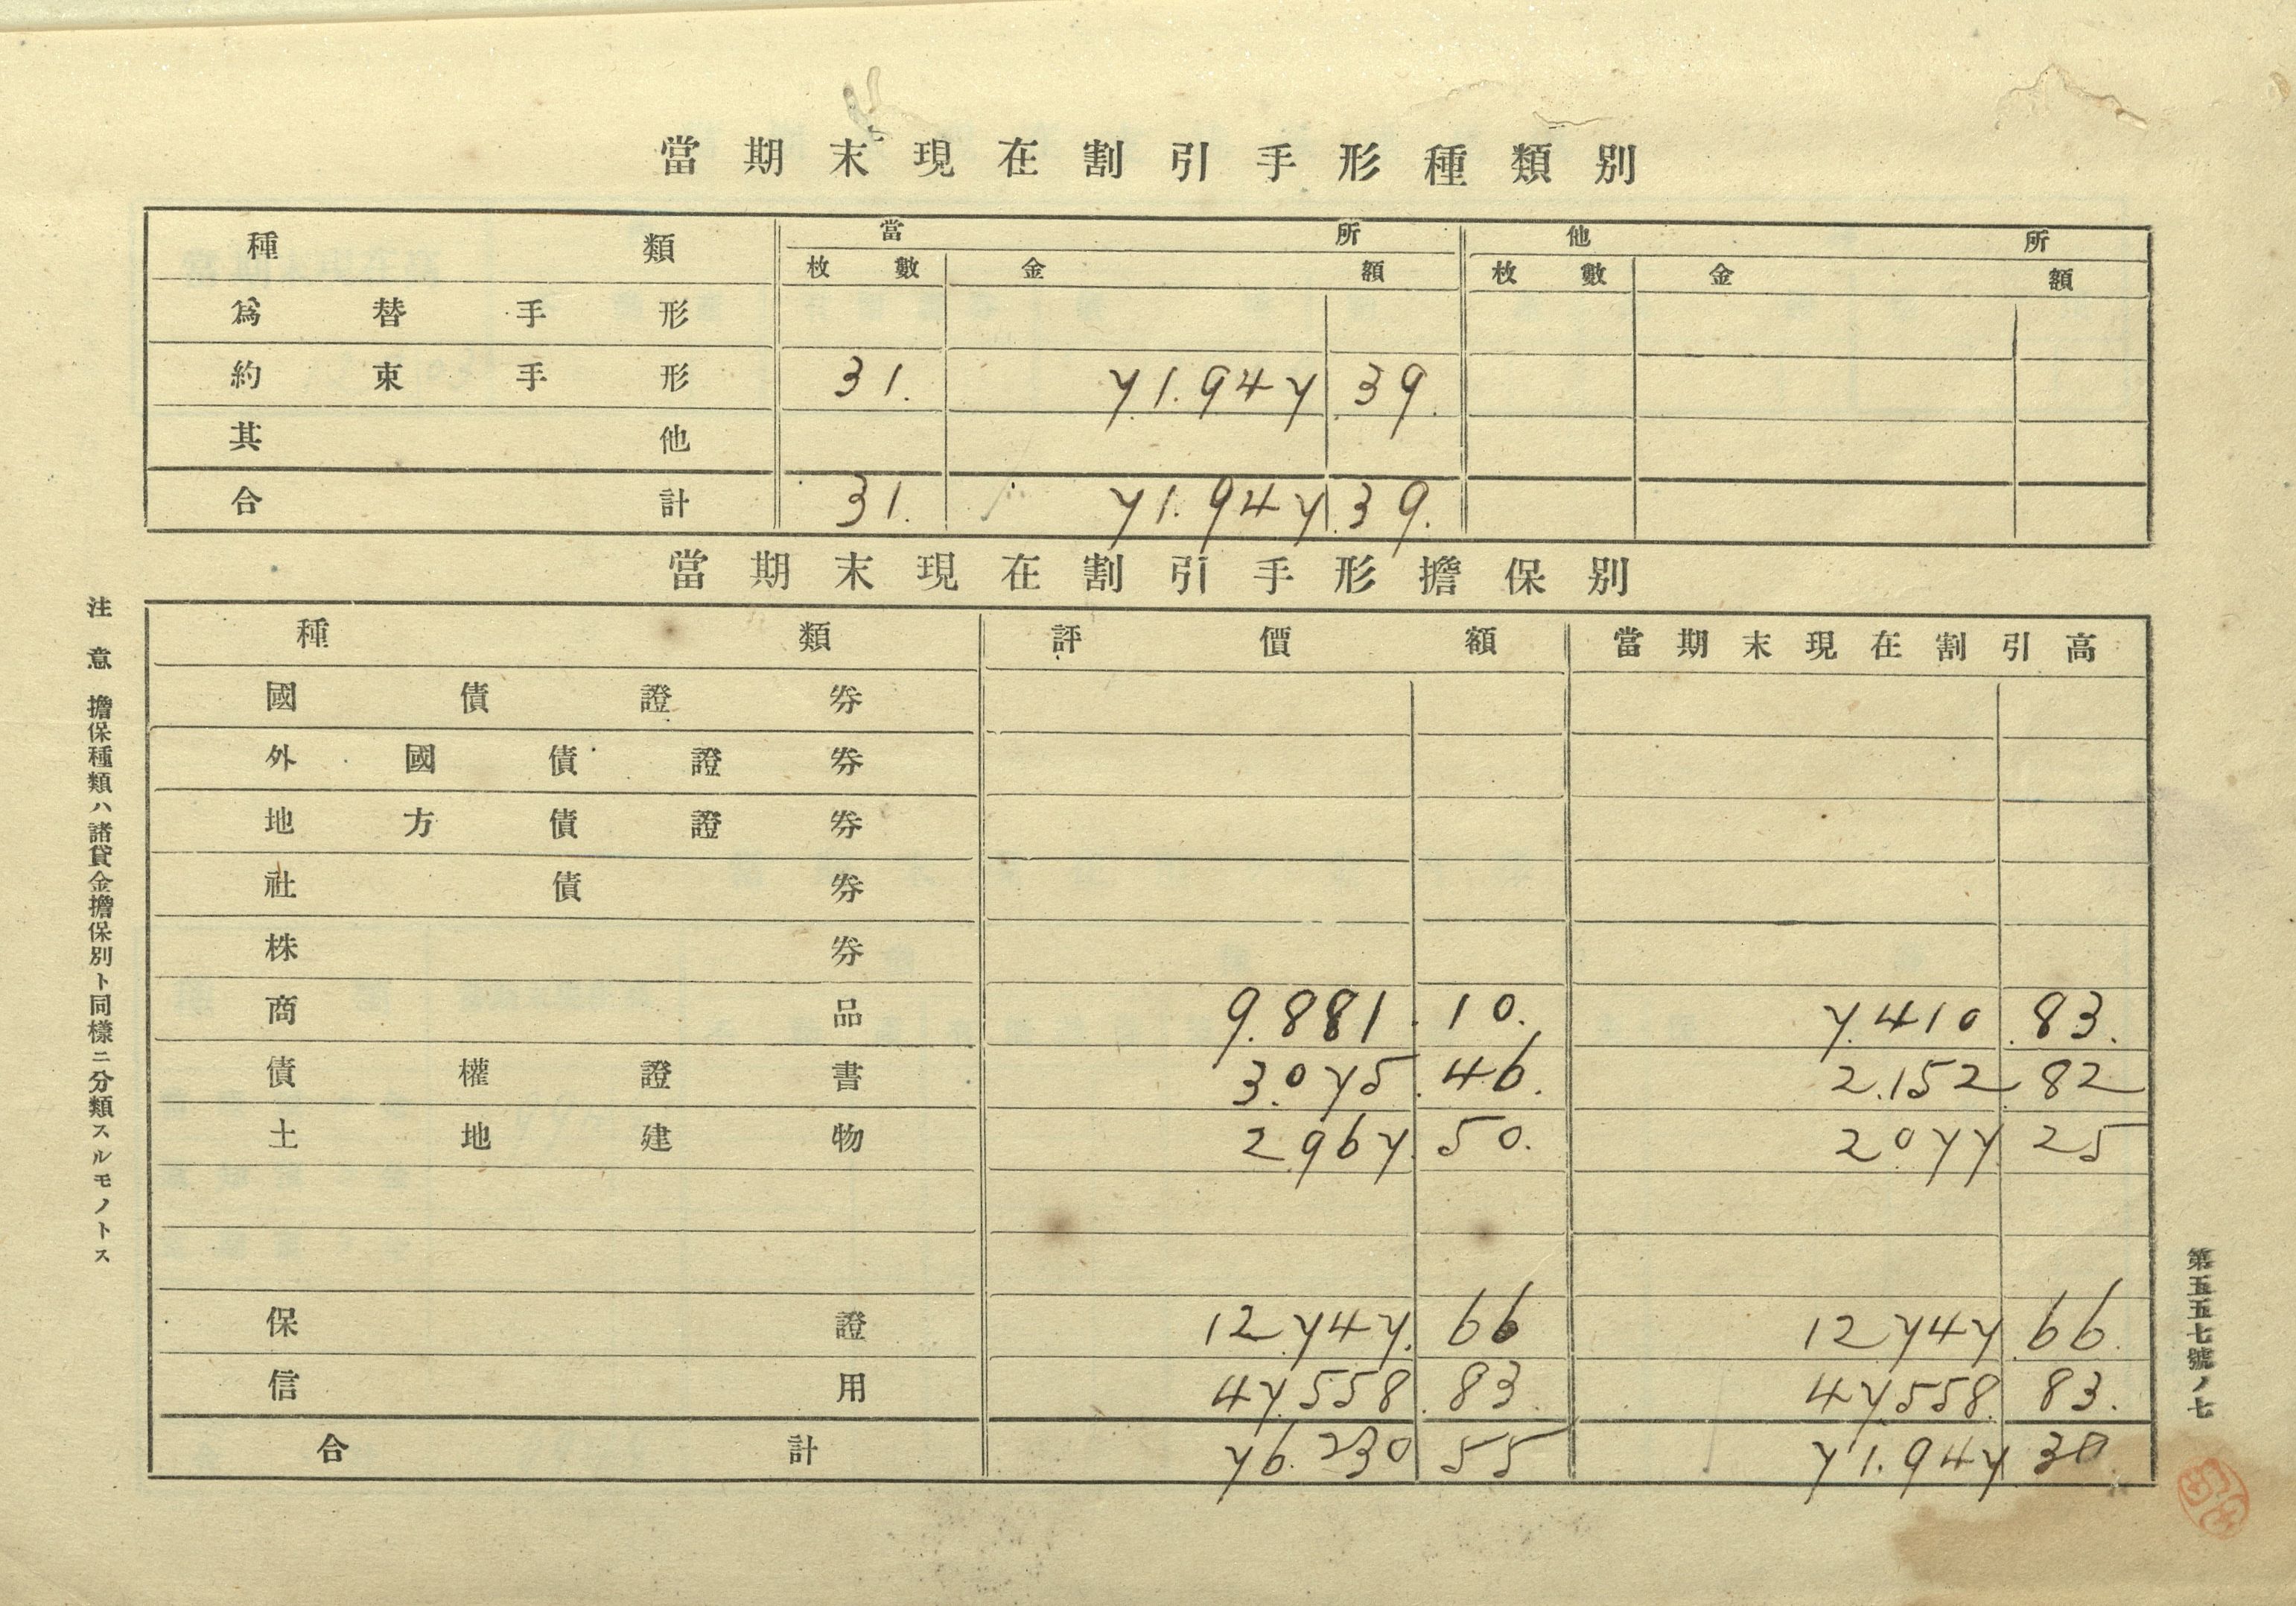 當期末現在割引手形種類別
種類 當所 他所
枚數 金額 枚數 金額
爲替手形
約束手形 31. 71.947 39.
其他
合計 31. 71.947 39.
當期末現在割引手形擔保別
種類 評價額 當期末現在割引高
國債證券
外國債證券
地方債證券
社債券
株券
商品 9.881. 10. 7.410 83.
債權證書 3.075. 46. 2.152 82
土地建物 2.967. 50. 2077 25
保證 12.747. 66 12747 66.
信用 47.558. 83. 47558. 83.
合計 76.230 55 71.947 39
注意 擔保種類ハ諸貸金擔保別ト同樣ニ分類スルモノトス
第五五七號ノ七